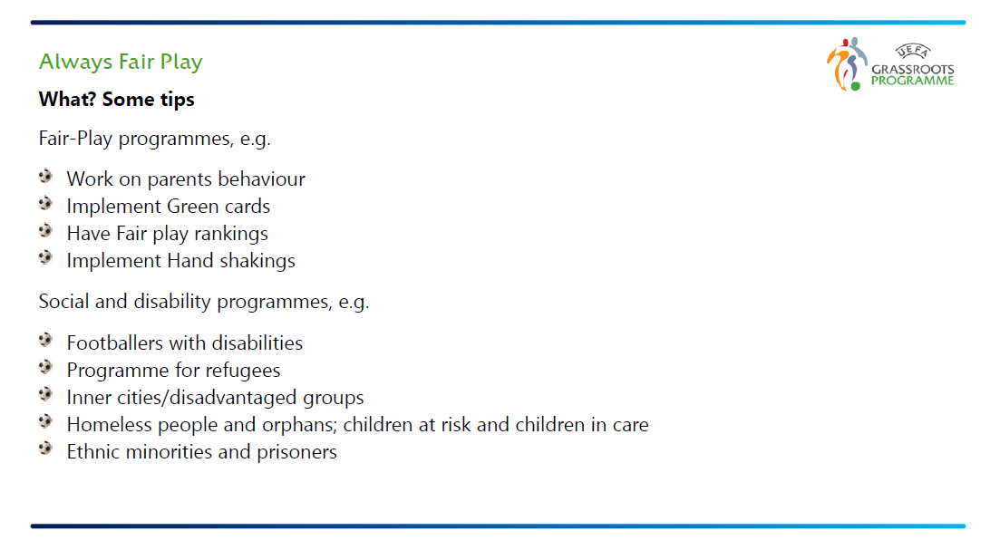 Always Fair Play
UEFA
GRASSROOTS
PROGRAMME
What? Some tips
Fair-Play programmes, e.g.
Work on parents behaviour
Implement Green cards
Have Fair play rankings
Implement Hand shakings
Social and disability programmes, e.g.
Footballers with disabilities
Programme for refugees
Inner cities/disadvantaged groups
Homeless people and orphans; children at risk and children in care
Ethnic minorities and prisoners